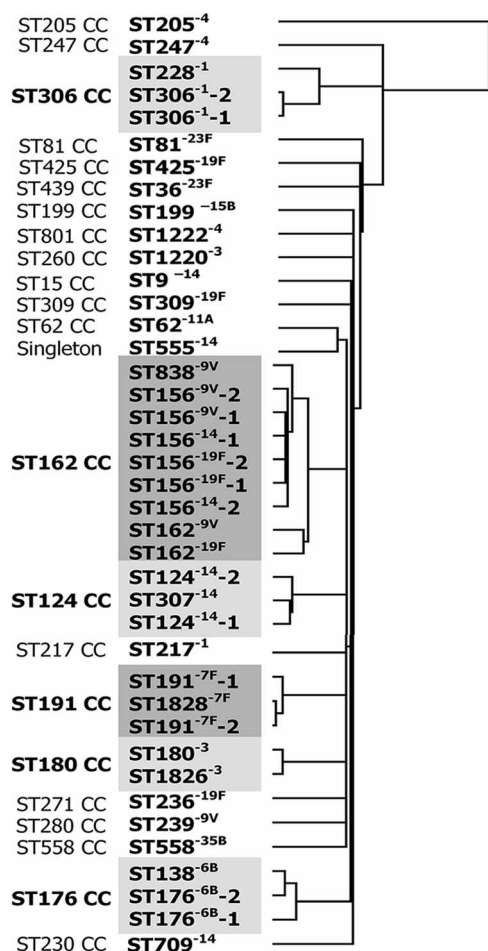 ST205 CC ST205-4
ST247 CC ST247-4
ST228-1
ST306 CC ST306-1-2
ST306-1-1
ST81 CC ST81-23F
ST425 CC ST425-19F
ST439 CC ST36-23F
ST199 CC ST199 -15B
ST801 CC ST1222-4
ST260 CC ST1220-3
ST15 CC ST9 -14
ST309 CC ST309-19F
ST62 CC ST62-11A
Singleton ST555-14
ST838-9V
ST156-9V-2
ST156-9V-1
ST156-14-1
ST162 CC ST156-19F-2
ST156-19F-1
ST156-14-2
ST162-9V
ST162-19F
ST124-14-2
ST124 CC ST307-14
ST124-14-1
ST217 CC ST217-1
ST191-7F-1
ST191 CC ST1828-7F
ST191-7F-2
ST180 CC ST180-3
ST1826-3
ST271 CC ST236-19F
ST280 CC ST239-9V
ST558 CC ST558-35B
ST138-6B
ST176 CC ST176-6B-2
ST176-6B-1
ST230 CC ST709-14